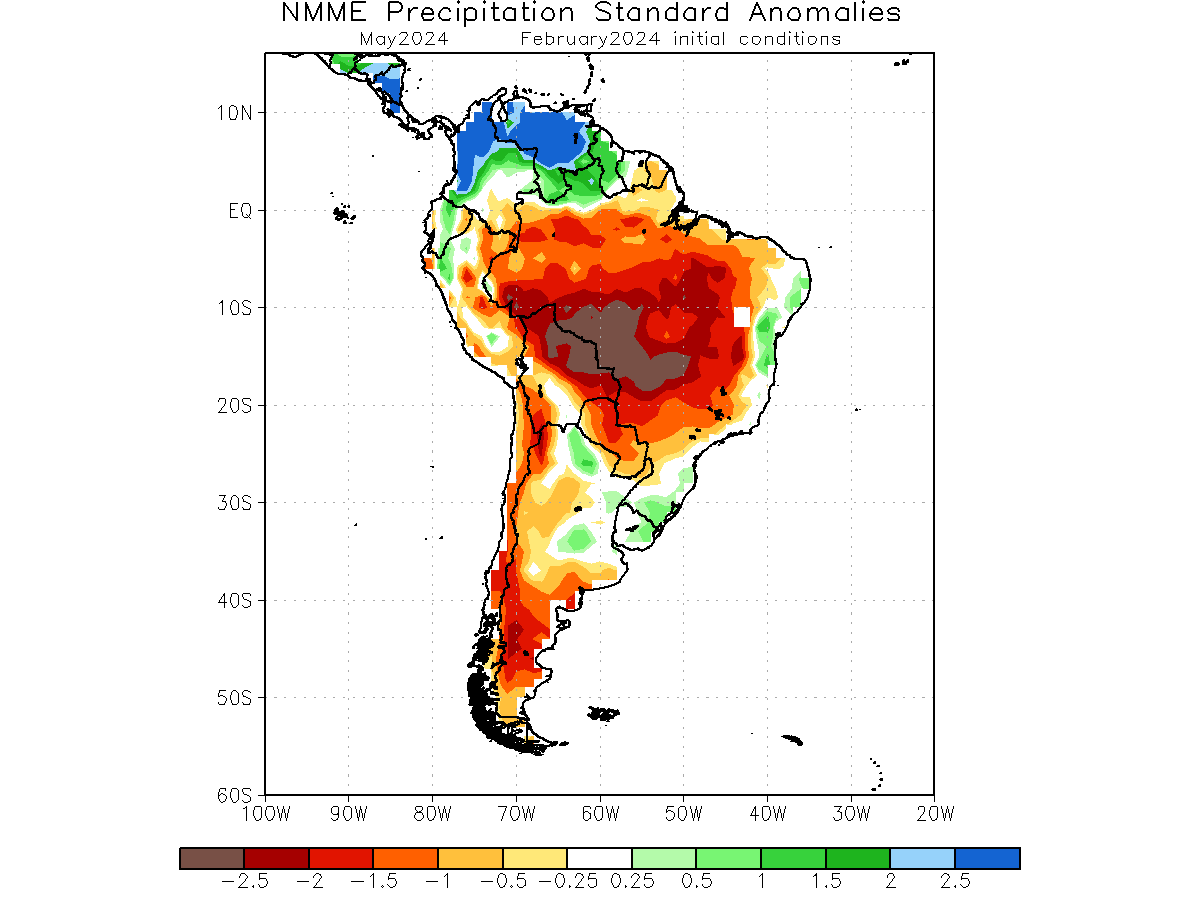 NMME Precipitation Standard Anomalies
May2024 February2024 initial conditions
10N
EQ
10S
20S
30S
40S
50S
60S
100W 90W 80W 70W 60W 50W 40W 30W 20W
-2.5 -2 -1.5 -1 -0.5 -0.25 0.25 0.5 1 1.5 2 2.5